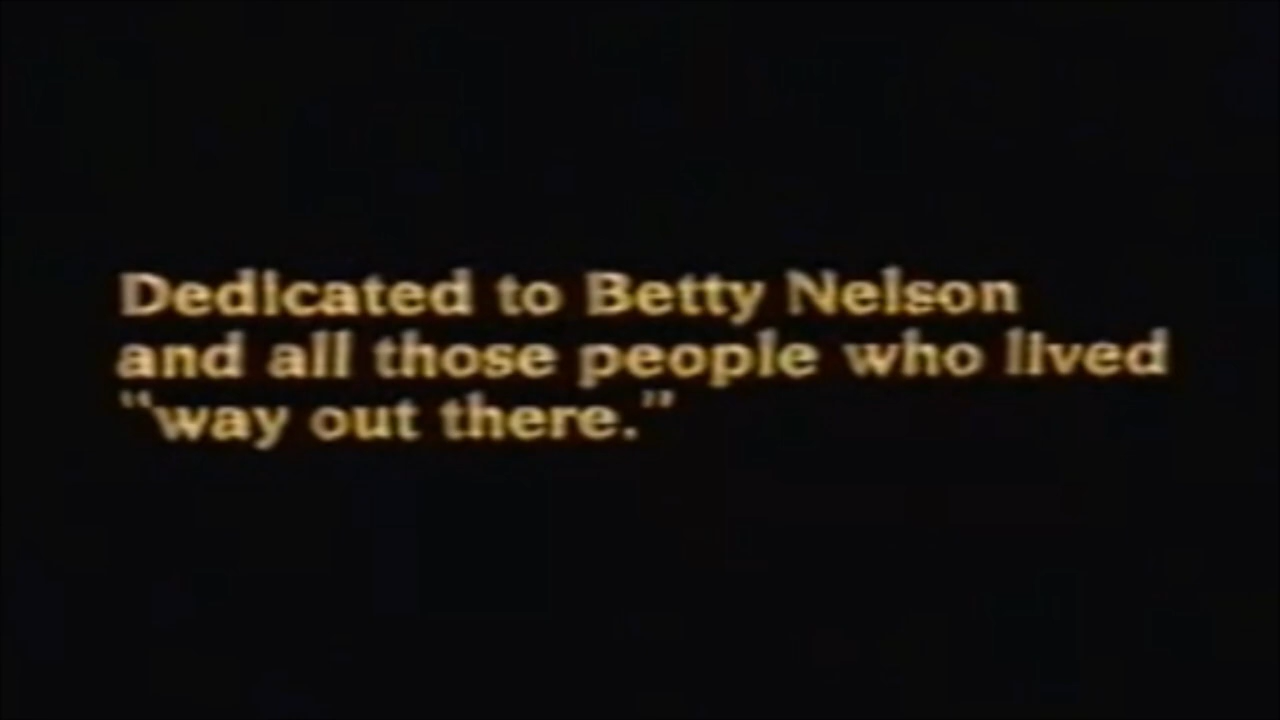 Dedicated to Betty Nelson
and all those people who lived
“way out there.”